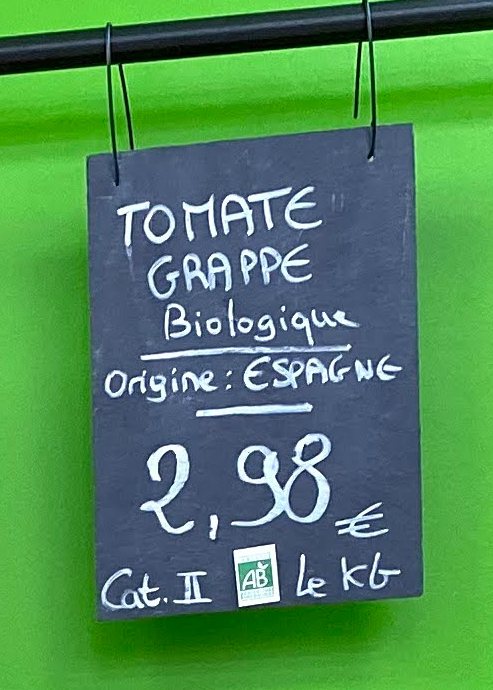 TOMATE
GRAPPE
Biologique
Origine : ESPAGNE
2,98 €
Cat. II AB Le KG